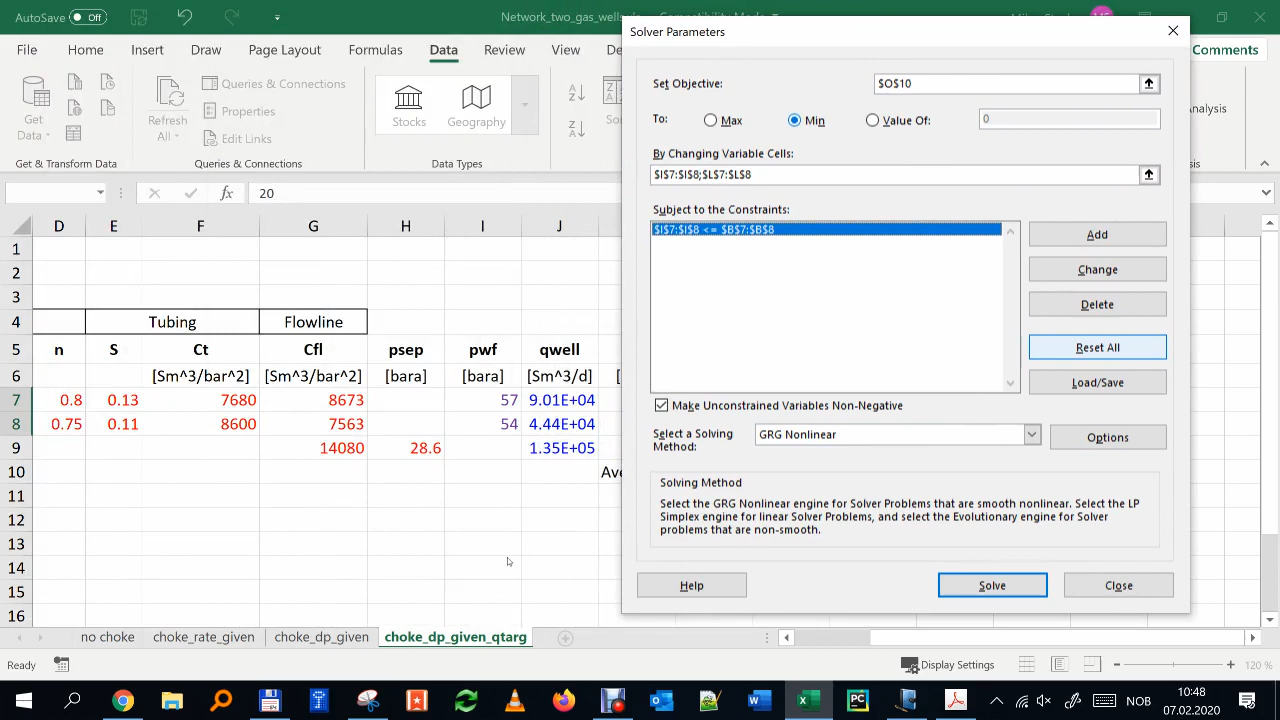 AutoSave Off
Network_two_gas_wells
File Home Insert Draw Page Layout Formulas Data Review View
Comments
Get Data
Refresh All
Queries & Connections
Properties
Edit Links
Stocks
Geography
Get & Transform Data
Queries & Connections
Data Types
20
D E F G H I J
1
2
3
4 Tubing Flowline
5 n S Ct Cfl psep pwf qwell
6 [Sm^3/bar^2] [Sm^3/bar^2] [bara] [bara] [Sm^3/d]
7 0.8 0.13 7680 8673 57 9.01E+04
8 0.75 0.11 8600 7563 54 4.44E+04
9 14080 28.6 1.35E+05
10
11
12
13
14
15
16
no choke choke_rate_given choke_dp_given choke_dp_given_qtarg
Ready
Display Settings
120 %
Solver Parameters
Set Objective: $O$10
To: Max Min Value Of: 0
By Changing Variable Cells:
$I$7:$I$8;$L$7:$L$8
Subject to the Constraints:
$I$7:$I$8 <= $B$7:$B$8
Add
Change
Delete
Reset All
Load/Save
Make Unconstrained Variables Non-Negative
Select a Solving Method: GRG Nonlinear
Options
Solving Method
Select the GRG Nonlinear engine for Solver Problems that are smooth nonlinear. Select the LP
Simplex engine for linear Solver Problems, and select the Evolutionary engine for Solver
problems that are non-smooth.
Help Solve Close
NOB
10:48
07.02.2020